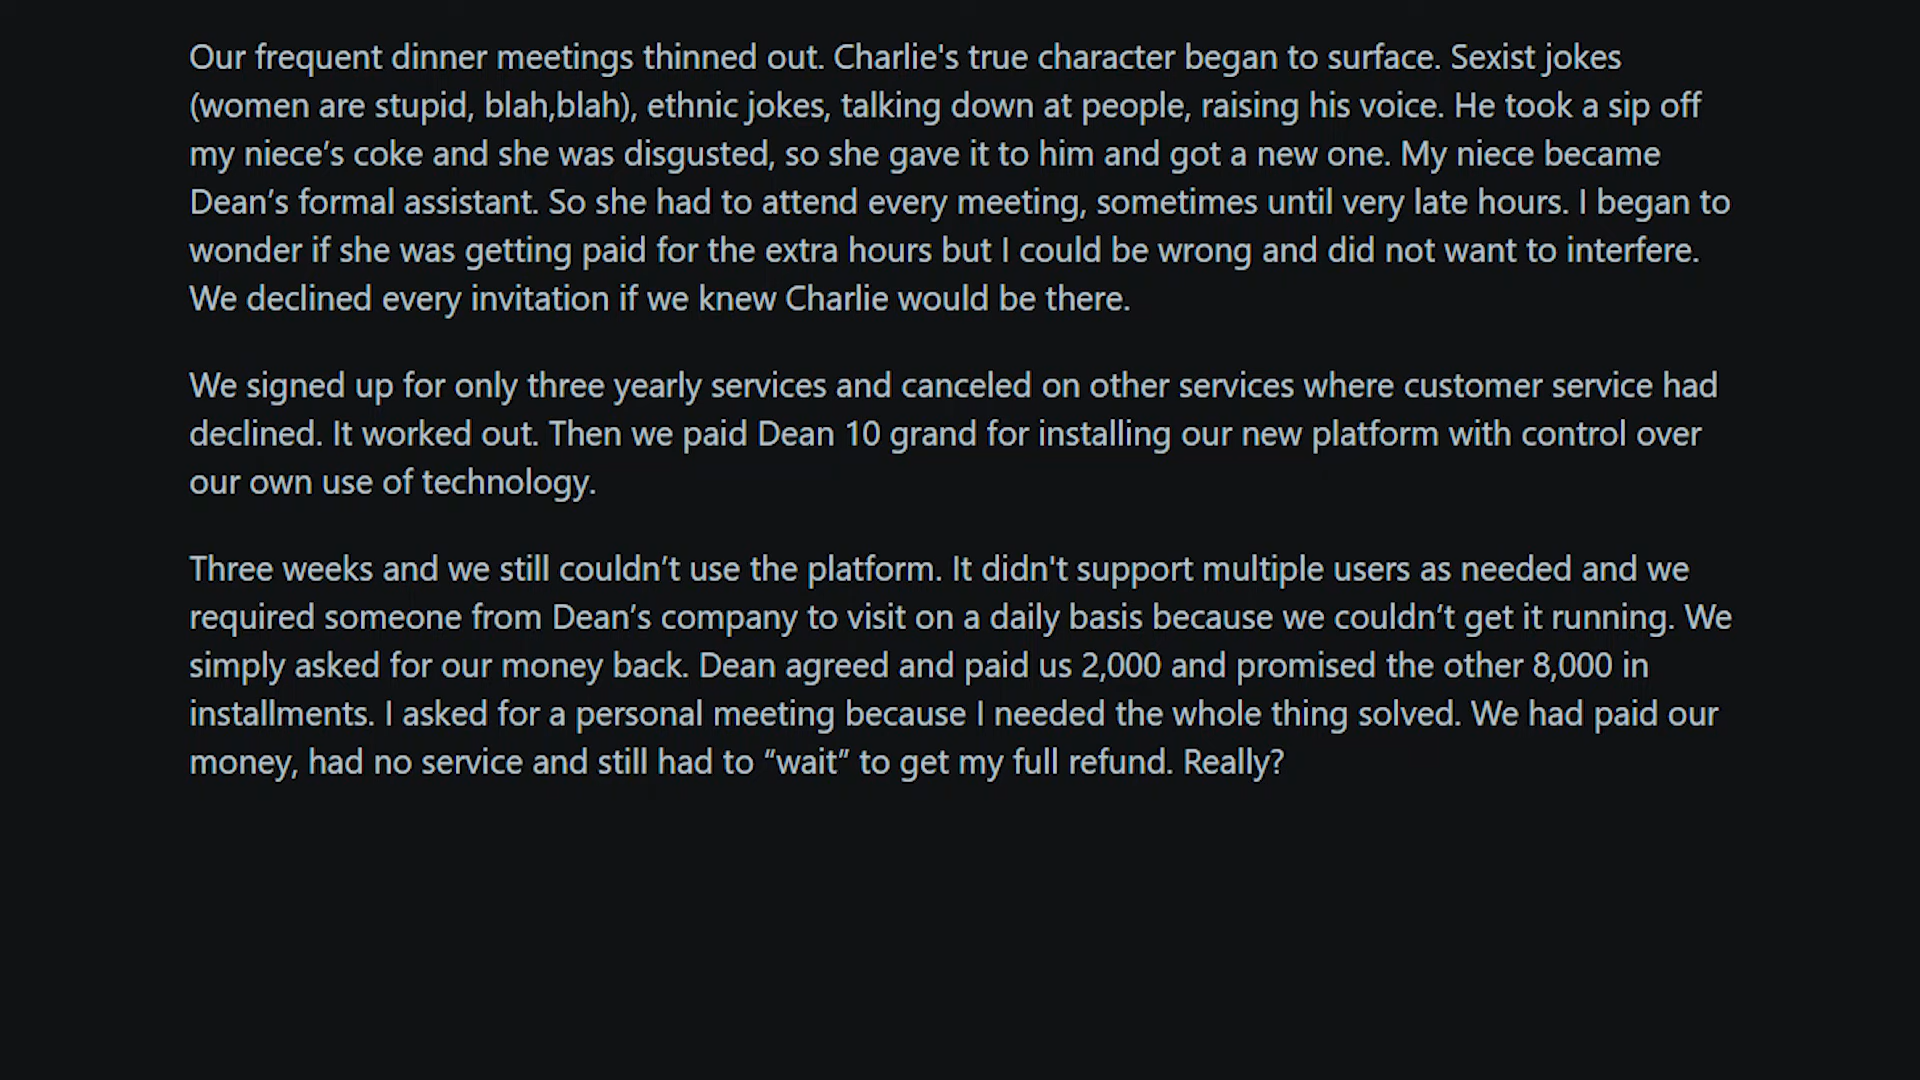 Our frequent dinner meetings thinned out. Charlie's true character began to surface. Sexist jokes
(women are stupid, blah,blah), ethnic jokes, talking down at people, raising his voice. He took a sip off
my niece’s coke and she was disgusted, so she gave it to him and got a new one. My niece became
Dean’s formal assistant. So she had to attend every meeting, sometimes until very late hours. I began to
wonder if she was getting paid for the extra hours but I could be wrong and did not want to interfere.
We declined every invitation if we knew Charlie would be there.
We signed up for only three yearly services and canceled on other services where customer service had
declined. It worked out. Then we paid Dean 10 grand for installing our new platform with control over
our own use of technology.
Three weeks and we still couldn’t use the platform. It didn't support multiple users as needed and we
required someone from Dean’s company to visit on a daily basis because we couldn’t get it running. We
simply asked for our money back. Dean agreed and paid us 2,000 and promised the other 8,000 in
installments. I asked for a personal meeting because I needed the whole thing solved. We had paid our
money, had no service and still had to “wait” to get my full refund. Really?